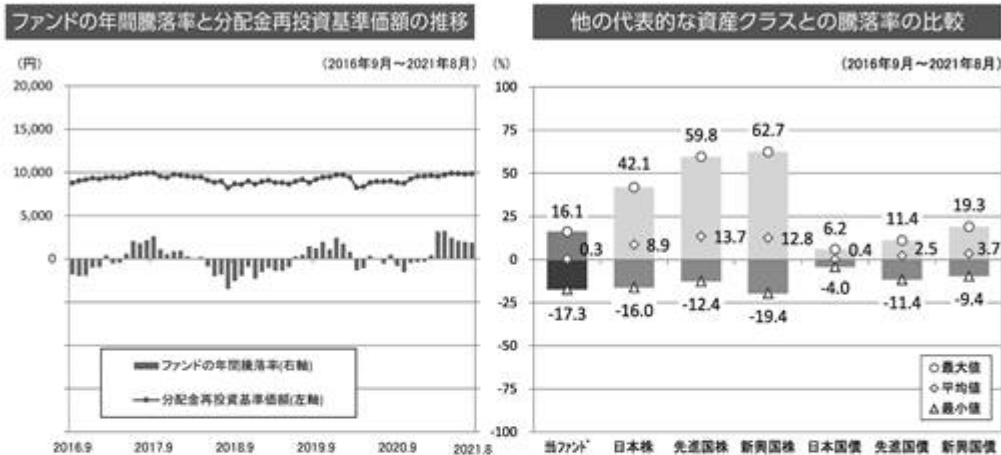 ファンドの年間騰落率と分配金再投資基準価額の推移
(円)
(2016年9月～2021年8月)
(%)
20,000
15,000
10,000
5,000
0
100
75
50
25
0
-25
-50
-75
-100
ファンドの年間騰落率(右軸)
分配金再投資基準価額(左軸)
2016.9
2017.9
2018.9
2019.9
2020.9
2021.8
他の代表的な資産クラスとの騰落率の比較
(2016年9月～2021年8月)
16.1
42.1
59.8
62.7
6.2
11.4
19.3
0.3
8.9
13.7
12.8
0.4
2.5
3.7
-17.3
-16.0
-12.4
-19.4
-4.0
-11.4
-9.4
最大値
平均値
最小値
当ファンド
日本株
先進国株
新興国株
日本国債
先進国債
新興国債